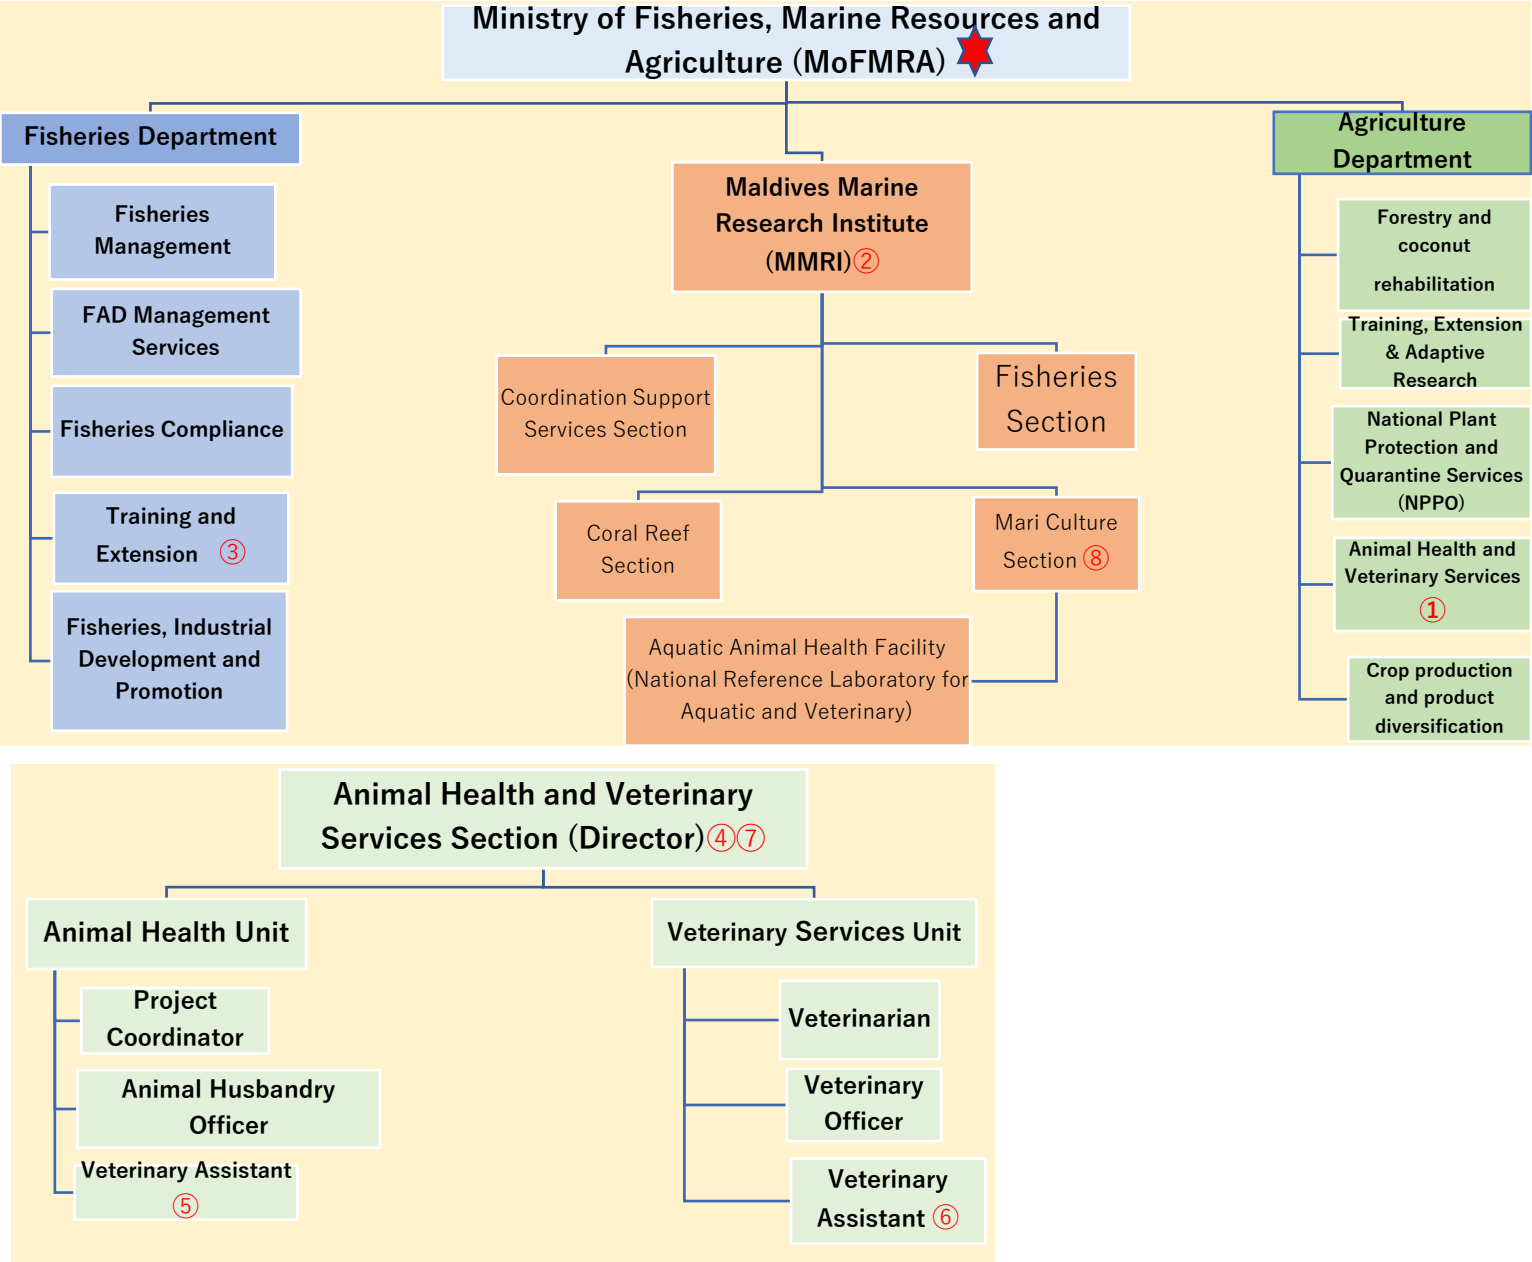 Ministry of Fisheries, Marine Resources and
Agriculture (MoFMRA)
Fisheries Department
Fisheries
Management
FAD Management
Services
Fisheries Compliance
Training and
Extension ③
Fisheries, Industrial
Development and
Promotion
Maldives Marine
Research Institute
(MMRI)②
Coordination Support
Services Section
Fisheries
Section
Coral Reef
Section
Mari Culture
Section ⑧
Aquatic Animal Health Facility
(National Reference Laboratory for
Aquatic and Veterinary)
Agriculture
Department
Forestry and
coconut
rehabilitation
Training, Extension
& Adaptive
Research
National Plant
Protection and
Quarantine Services
(NPPO)
Animal Health and
Veterinary Services
①
Crop production
and product
diversification
Animal Health and Veterinary
Services Section (Director)④⑦
Animal Health Unit
Project
Coordinator
Animal Husbandry
Officer
Veterinary Assistant
⑤
Veterinary Services Unit
Veterinarian
Veterinary
Officer
Veterinary
Assistant ⑥